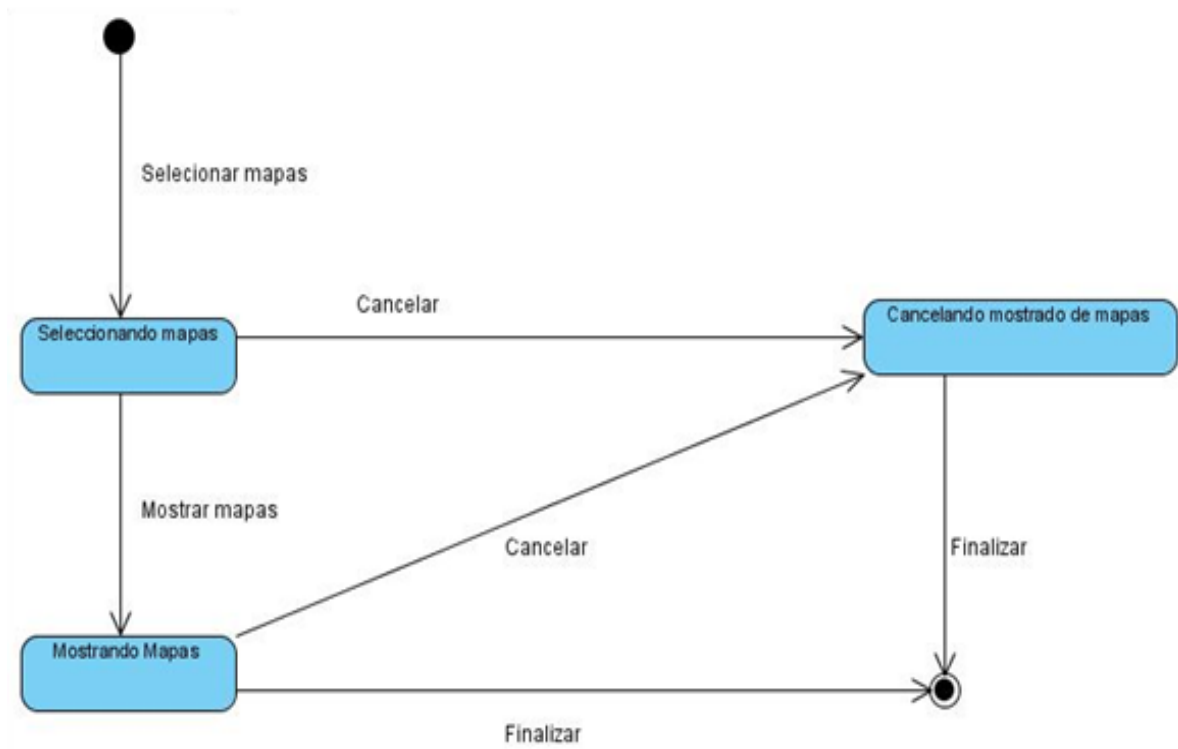 Selecionar mapas
Cancelar
Seleccionando mapas
Cancelando mostrado de mapas
Mostrar mapas
Cancelar
Finalizar
Mostrando Mapas
Finalizar